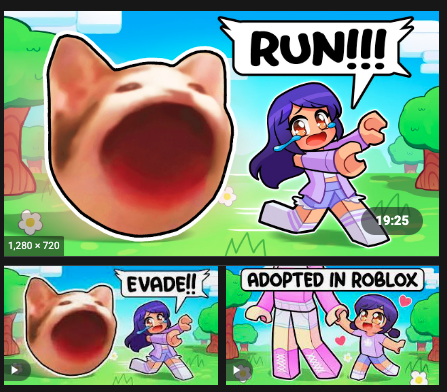 RUN!!!
19:25
1,280 × 720
EVADE!!
ADOPTED IN ROBLOX